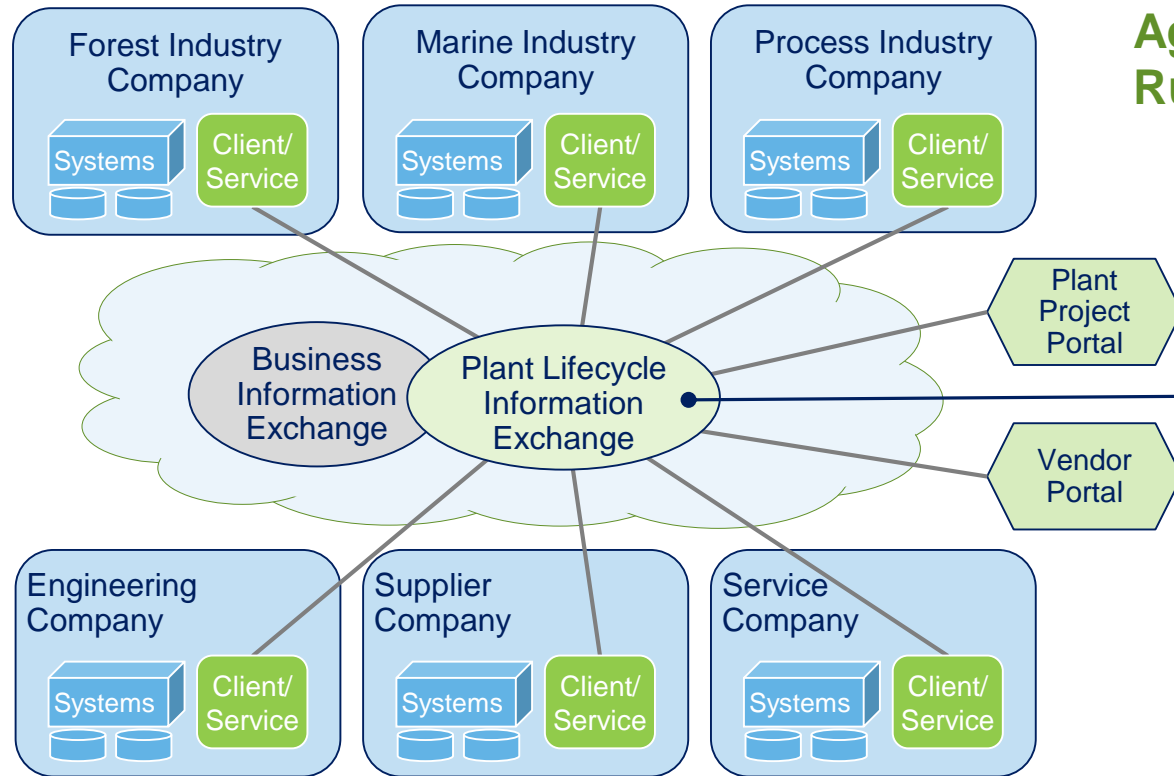 Forest Industry
Company
Systems
Client/
Service
Marine Industry
Company
Systems
Client/
Service
Process Industry
Company
Systems
Client/
Service
Business
Information
Exchange
Plant Lifecycle
Information
Exchange
Plant
Project
Portal
Vendor
Portal
Engineering
Company
Systems
Client/
Service
Supplier
Company
Systems
Client/
Service
Service
Company
Systems
Client/
Service